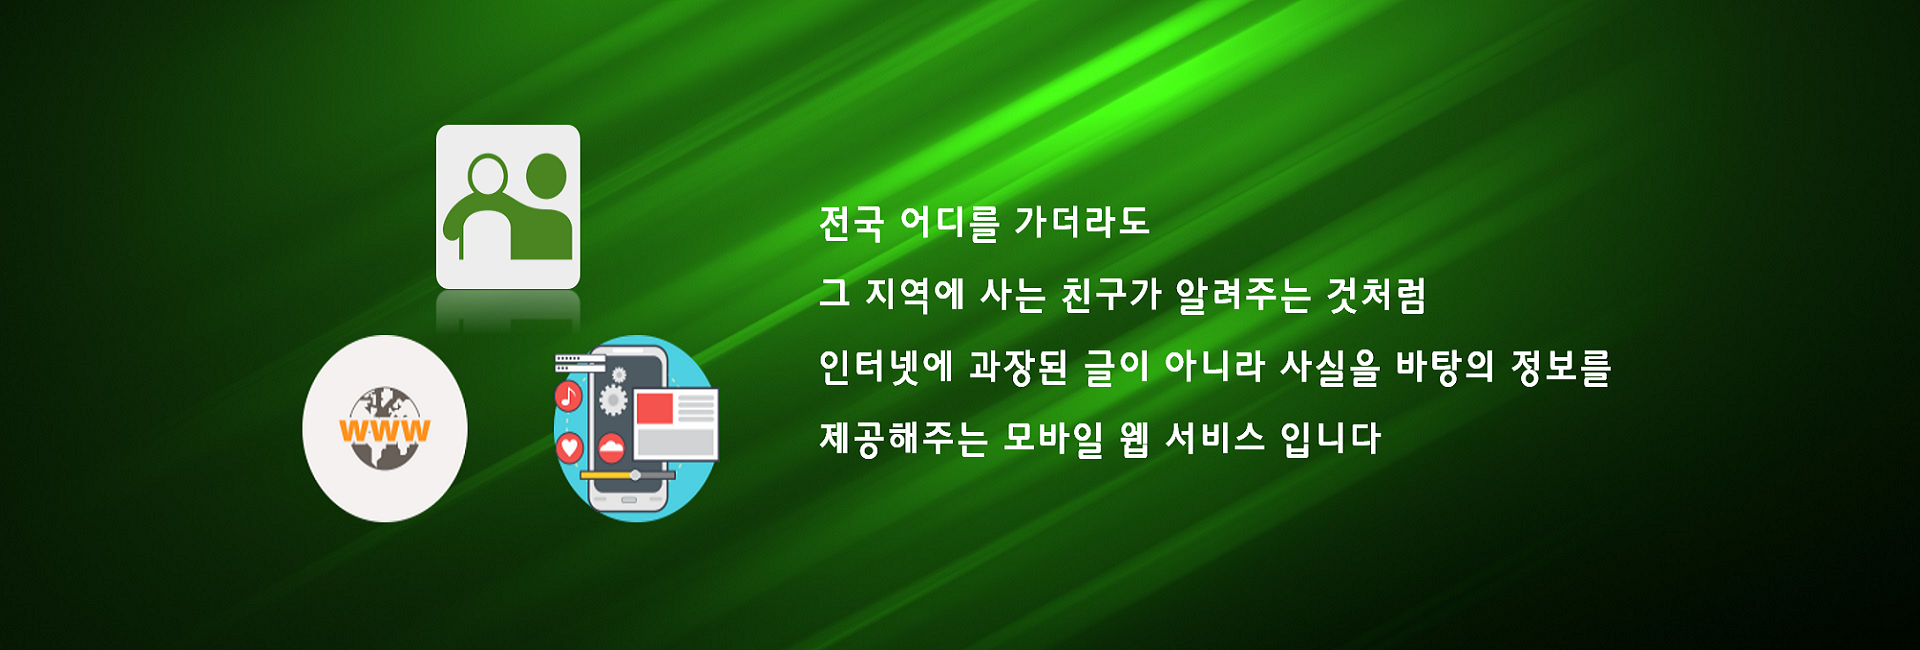 전국 어디를 가더라도
그 지역에 사는 친구가 알려주는 것처럼
인터넷에 과장된 글이 아니라 사실을 바탕의 정보를
제공해주는 모바일 웹 서비스 입니다
www